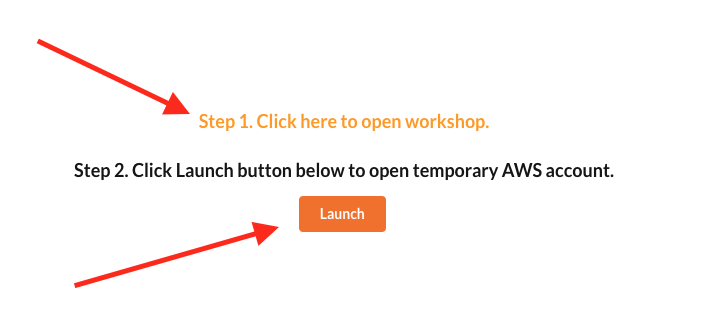 Step 1. Click here to open workshop.
Step 2. Click Launch button below to open temporary AWS account.
Launch